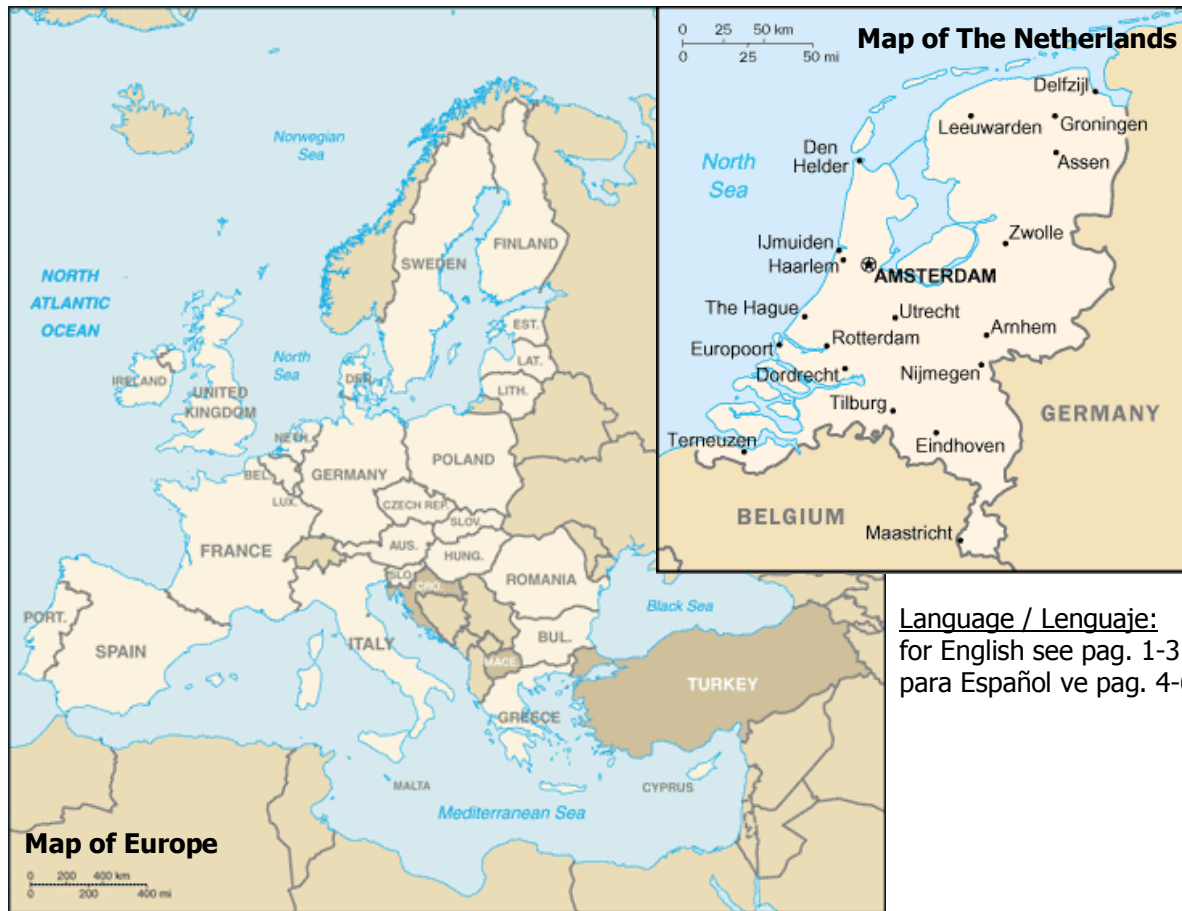 Norwegian
Sea
NORTH
ATLANTIC
OCEAN
FINLAND
SWEDEN
EST.
LAT.
LITH.
North
Sea
DEN.
IRELAND
UNITED
KINGDOM
NETH.
BEL.
LUX.
GERMANY
POLAND
CZECH REP.
SLOV.
AUS.
HUNG.
FRANCE
SLO.
CRO.
ROMANIA
Black Sea
BUL.
ITALY
PORT.
SPAIN
MACE.
TURKEY
GREECE
MALTA
CYPRUS
Mediterranean Sea
Map of Europe
0 200 400 km
0 200 400 mi
0 25 50 km
0 25 50 mi
Map of The Netherlands
Delfzijl
Leeuwarden
Groningen
Assen
Den
Helder
North
Sea
Zwolle
IJmuiden
Haarlem
AMSTERDAM
The Hague
Utrecht
Arnhem
Europoort
Rotterdam
Dordrecht
Nijmegen
Tilburg
GERMANY
Terneuzen
Eindhoven
BELGIUM
Maastricht
Language / Lenguaje:
for English see pag. 1-3
para Español ve pag. 4-